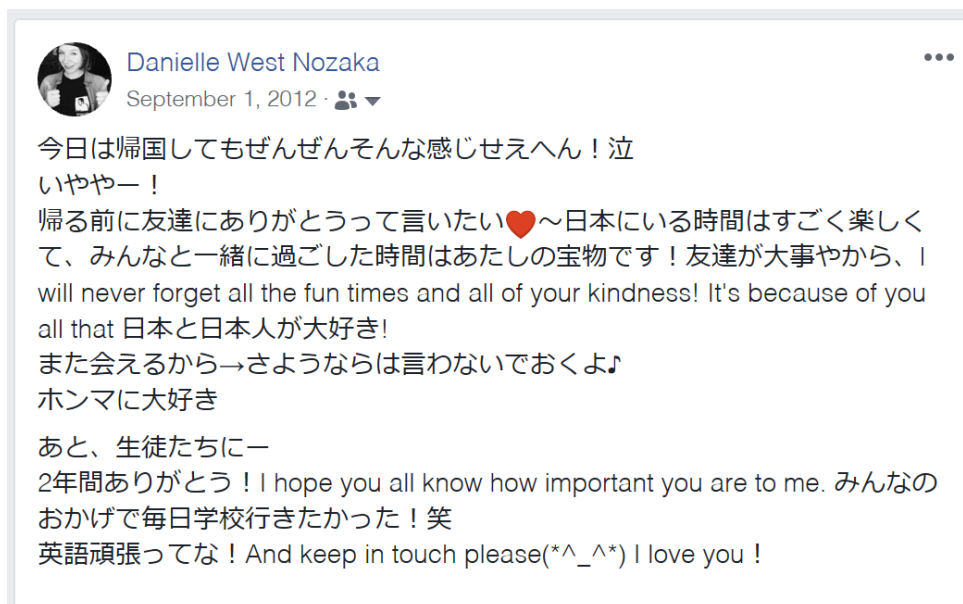 Danielle West Nozaka
September 1, 2012
今日は帰国してもぜんぜんそんな感じせえへん！泣
いややー！
帰る前に友達にありがとうって言いたい❤～日本にいる時間はすごく楽しく
て、みんなと一緒に過ごした時間はあたしの宝物です！友達が大事やから、I
will never forget all the fun times and all of your kindness! It's because of you
all that 日本と日本人が大好き!
また会えるから→さようならは言わないでおくよ♪
ホンマに大好き
あと、生徒たちにー
2年間ありがとう！I hope you all know how important you are to me. みんなの
おかげで毎日学校行きたかった！笑
英語頑張ってな！And keep in touch please(*^_^*) I love you！